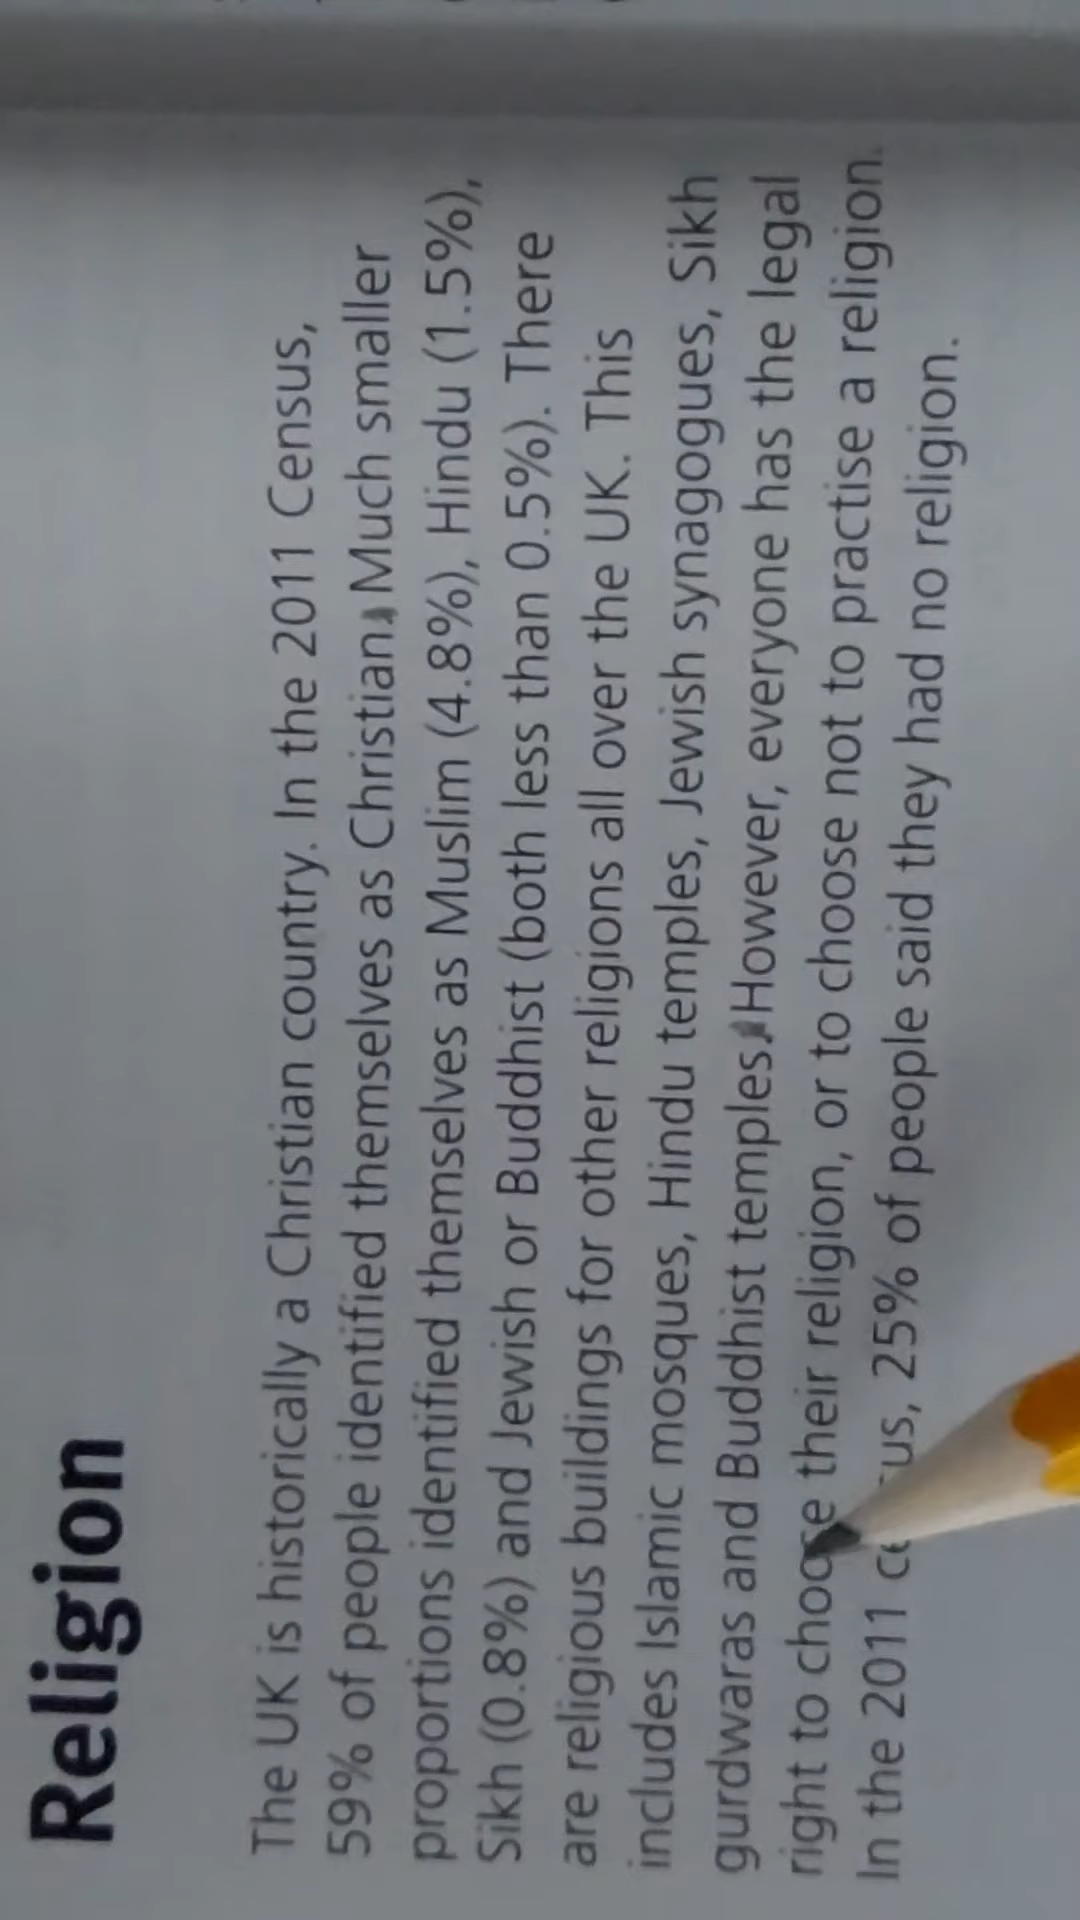 Religion
The UK is historically a Christian country. In the 2011 Census,
59% of people identified themselves as Christian. Much smaller
proportions identified themselves as Muslim (4.8%), Hindu (1.5%),
Sikh (0.8%) and Jewish or Buddhist (both less than 0.5%). There
are religious buildings for other religions all over the UK. This
includes Islamic mosques, Hindu temples, Jewish synagogues, Sikh
gurdwaras and Buddhist temples. However, everyone has the legal
right to choose their religion, or to choose not to practise a religion.
In the 2011 census, 25% of people said they had no religion.